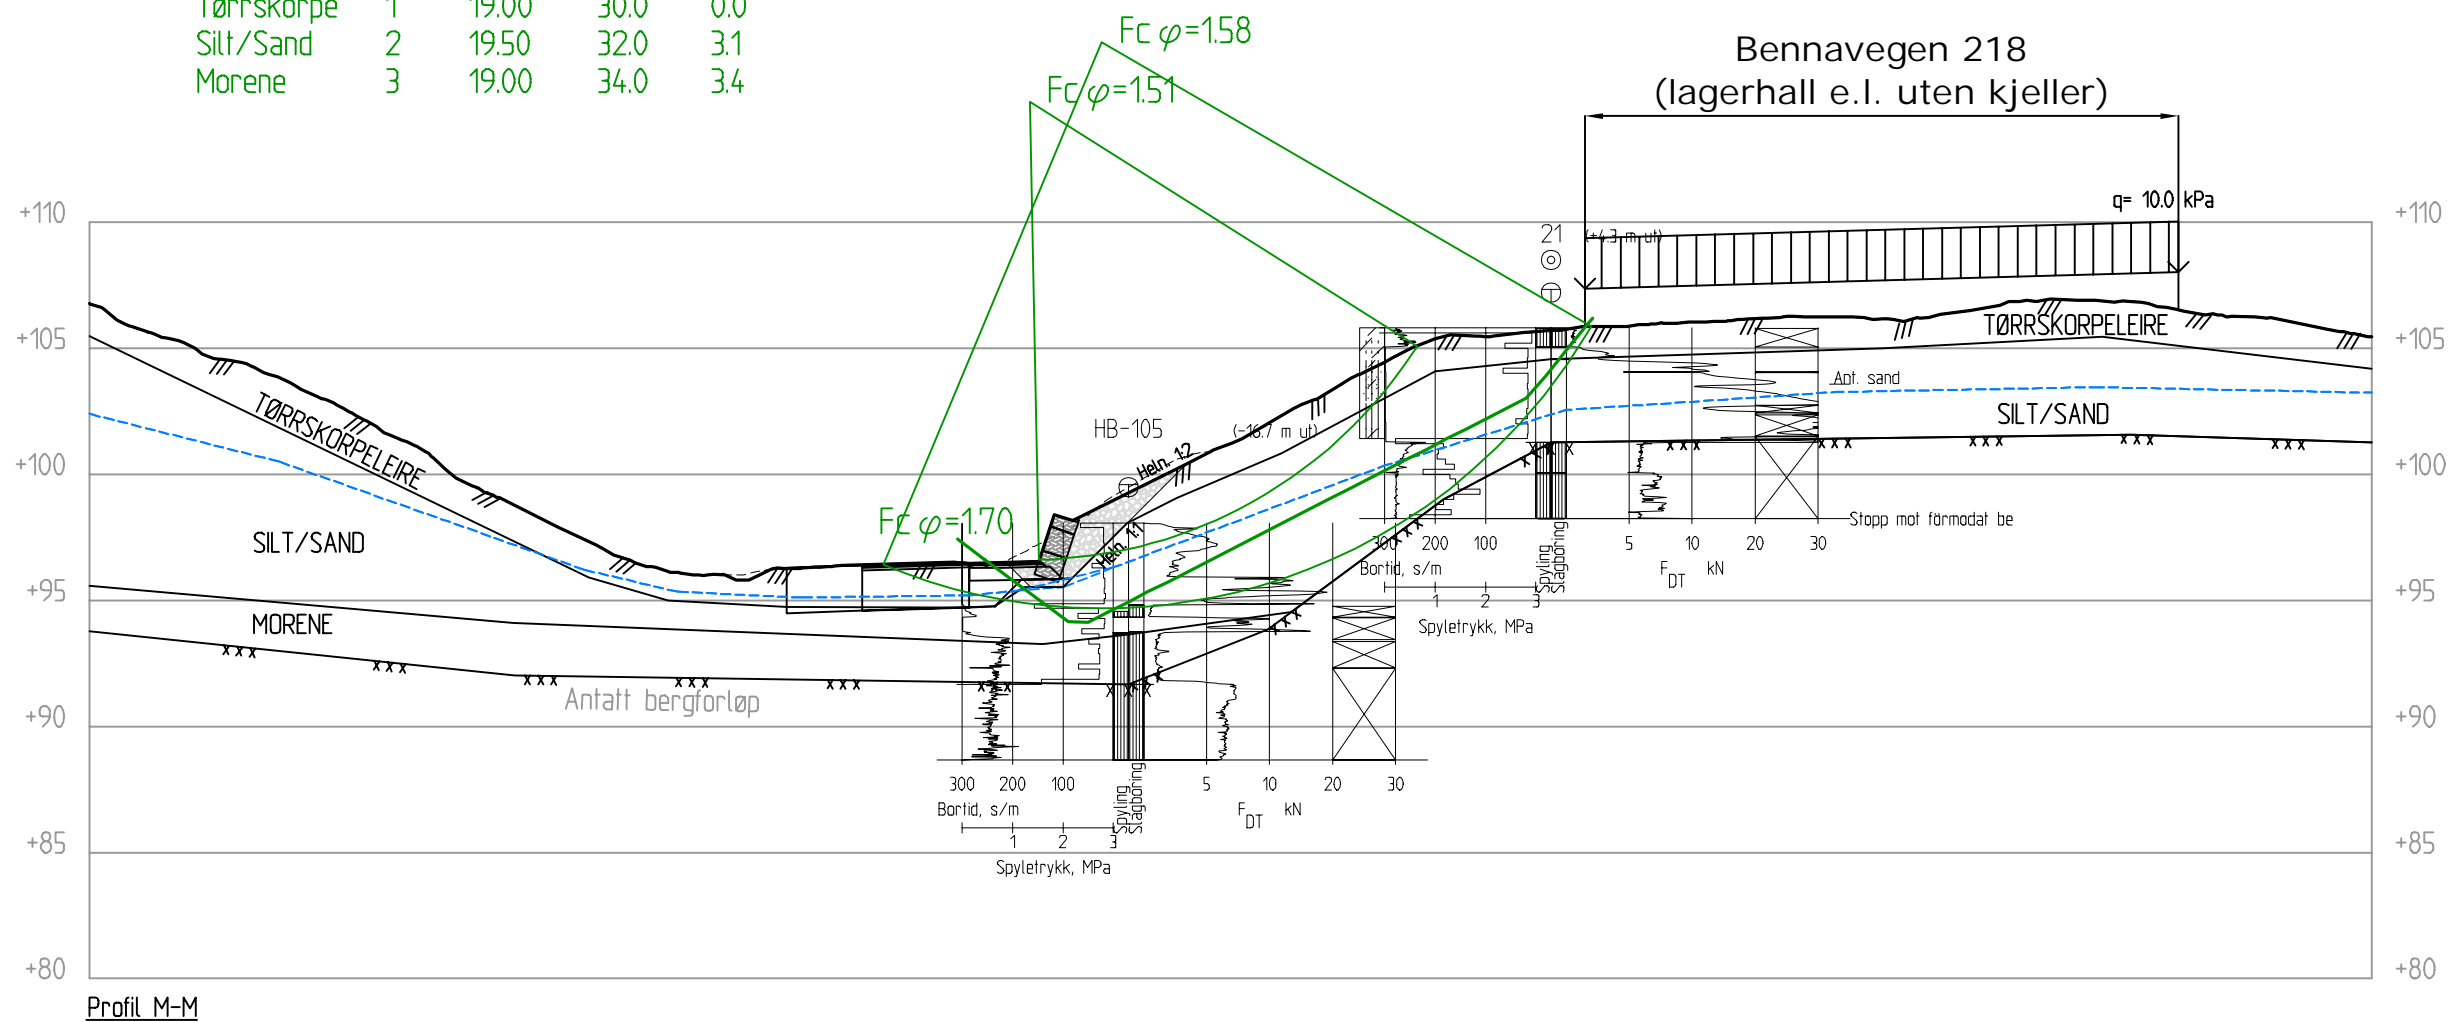 Tørrskorpe 1 19.00 30.0 0.0
Silt/Sand 2 19.50 32.0 3.1
Morene 3 19.00 34.0 3.4
Fc φ=1.58
Fc φ=1.51
Bennavegen 218
(lagerhall e.l. uten kjeller)
q= 10.0 kPa
+110
+110
21 (+4.3 m ut)
+105
+105
TØRRSKORPELEIRE
TØRRSKORPELEIRE
Ant. sand
SILT/SAND
HB-105 (-16.7 m ut)
Heln. 1:2
+100
+100
Fc φ=1.70
Heln. 1:1
SILT/SAND
Stopp mot förmodat be
300 200 100
Spyling
Slagboring
5 10 20 30
Bortid, s/m
F DT kN
1 2 3
Spyletrykk, MPa
+95
+95
MORENE
Antatt bergforløp
+90
+90
300 200 100
Spyling
Slagboring
5 10 20 30
Bortid, s/m
F DT kN
1 2 3
Spyletrykk, MPa
+85
+85
+80
+80
Profil M-M